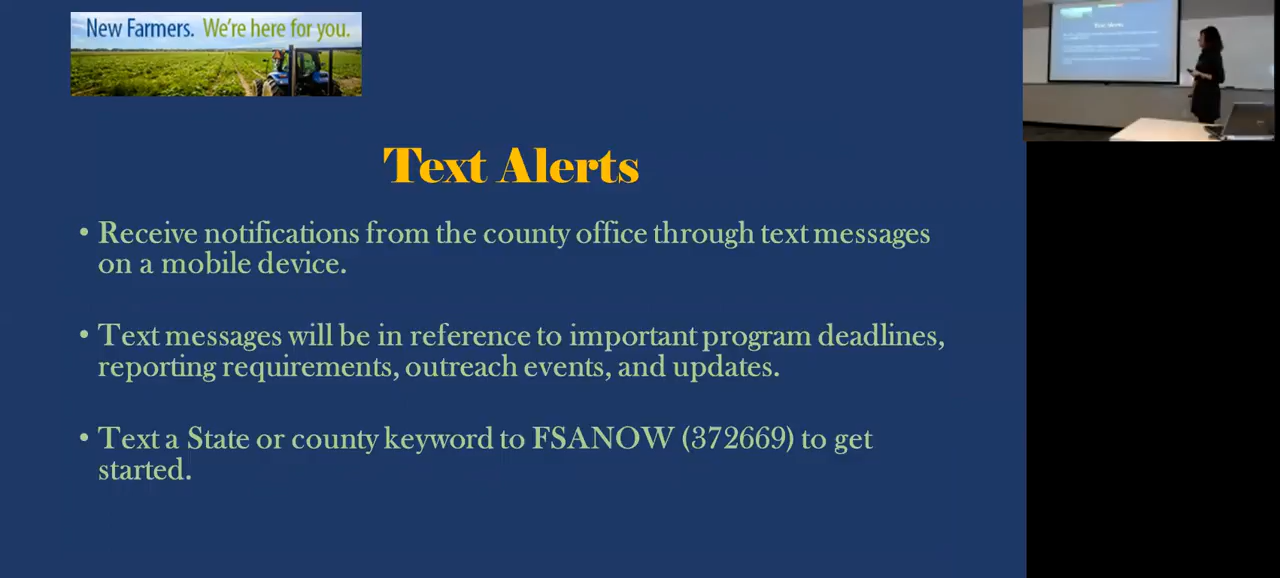 New Farmers. We're here for you.
Text Alerts
• Receive notifications from the county office through text messages
on a mobile device.
• Text messages will be in reference to important program deadlines,
reporting requirements, outreach events, and updates.
• Text a State or county keyword to FSANOW (372669) to get
started.
Text Alerts